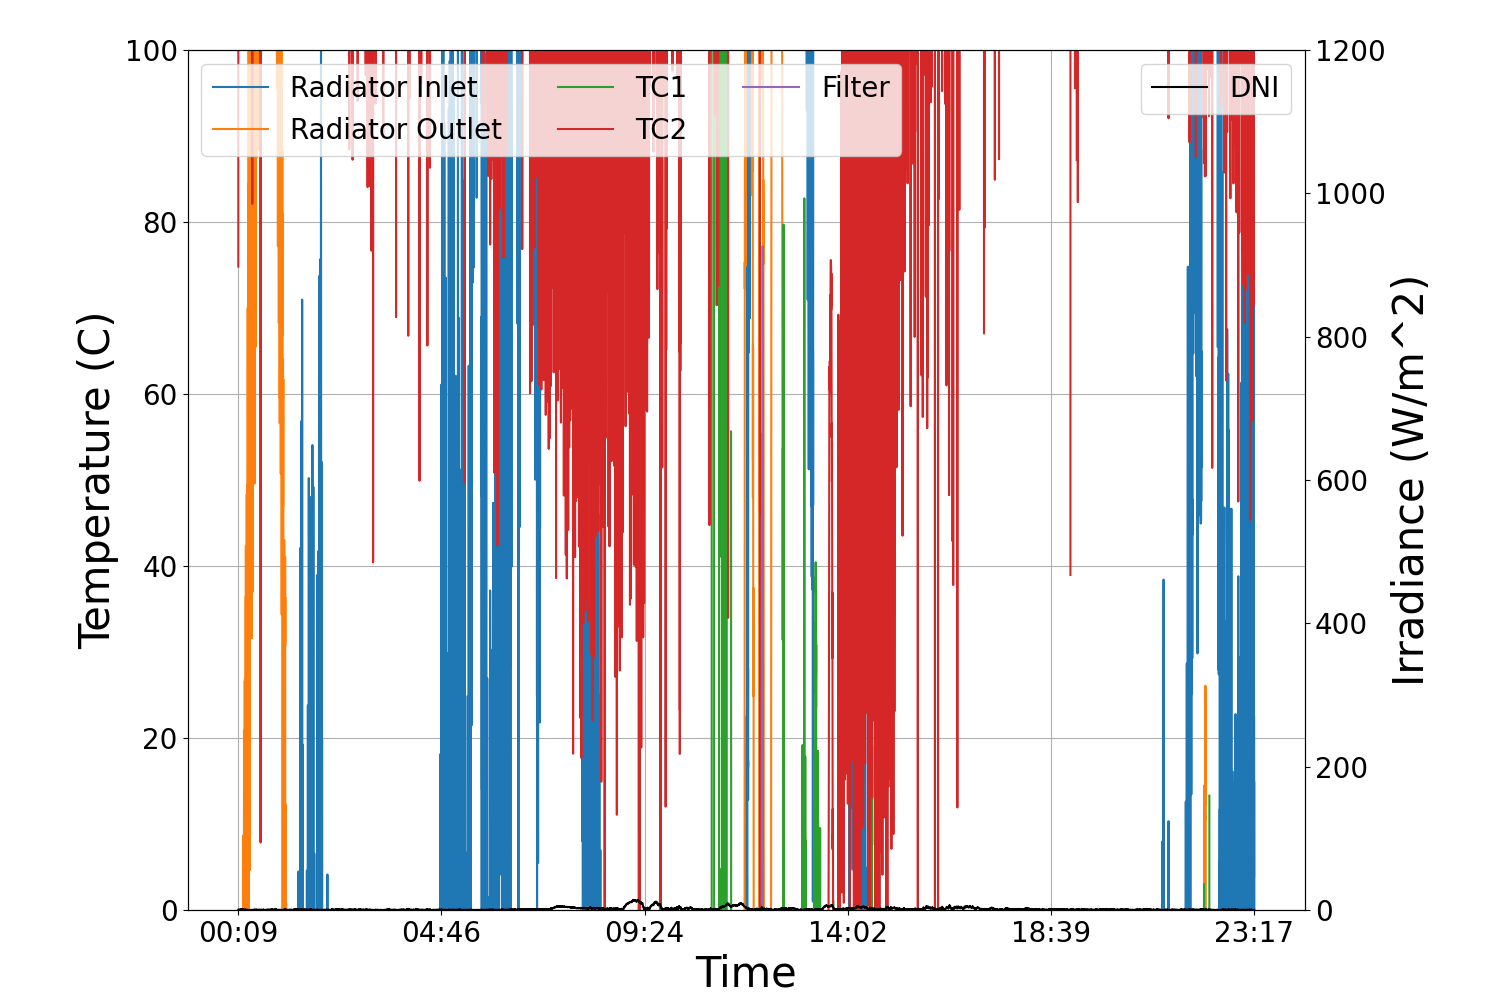 100
80
60
40
20
0
Temperature (C)
Radiator Inlet
Radiator Outlet
TC1
TC2
Filter
DNI
1200
1000
800
600
400
200
0
Irradiance (W/m^2)
00:09 04:46 09:24 14:02 18:39 23:17
Time